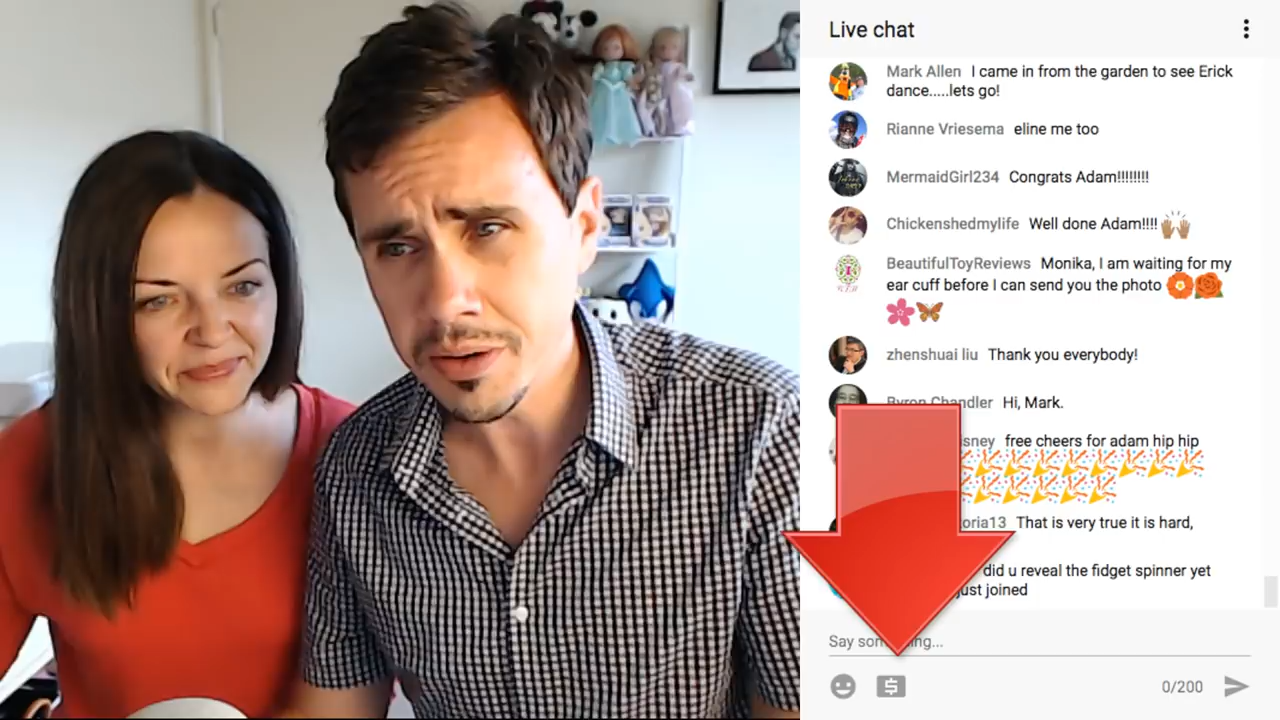 Live chat
Mark Allen I came in from the garden to see Erick
dance.....lets go!
Rianne Vriesema eline me too
MermaidGirl234 Congrats Adam!!!!!!!!
Chickenshedmylife Well done Adam!!!! 🙌🏽
BeautifulToyReviews Monika, I am waiting for my
ear cuff before I can send you the photo 🏵️🌹
🌸🦋
zhenshuai liu Thank you everybody!
Byron Chandler Hi, Mark.
free cheers for adam hip hip
🎉🎉🎉🎉🎉🎉🎉🎉
🎉🎉🎉🎉🎉
That is very true it is hard,
did u reveal the fidget spinner yet
just joined
Say something...
0/200